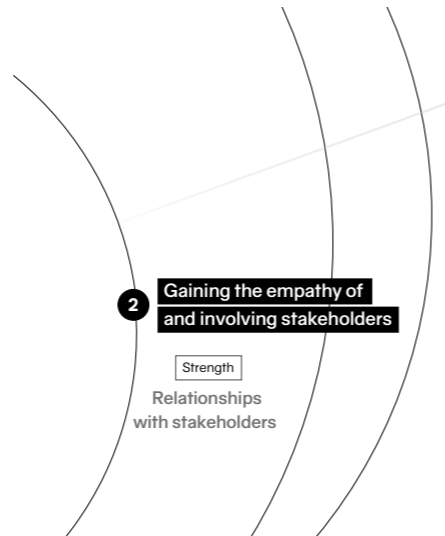 2
Gaining the empathy of
and involving stakeholders
Strength
Relationships
with stakeholders